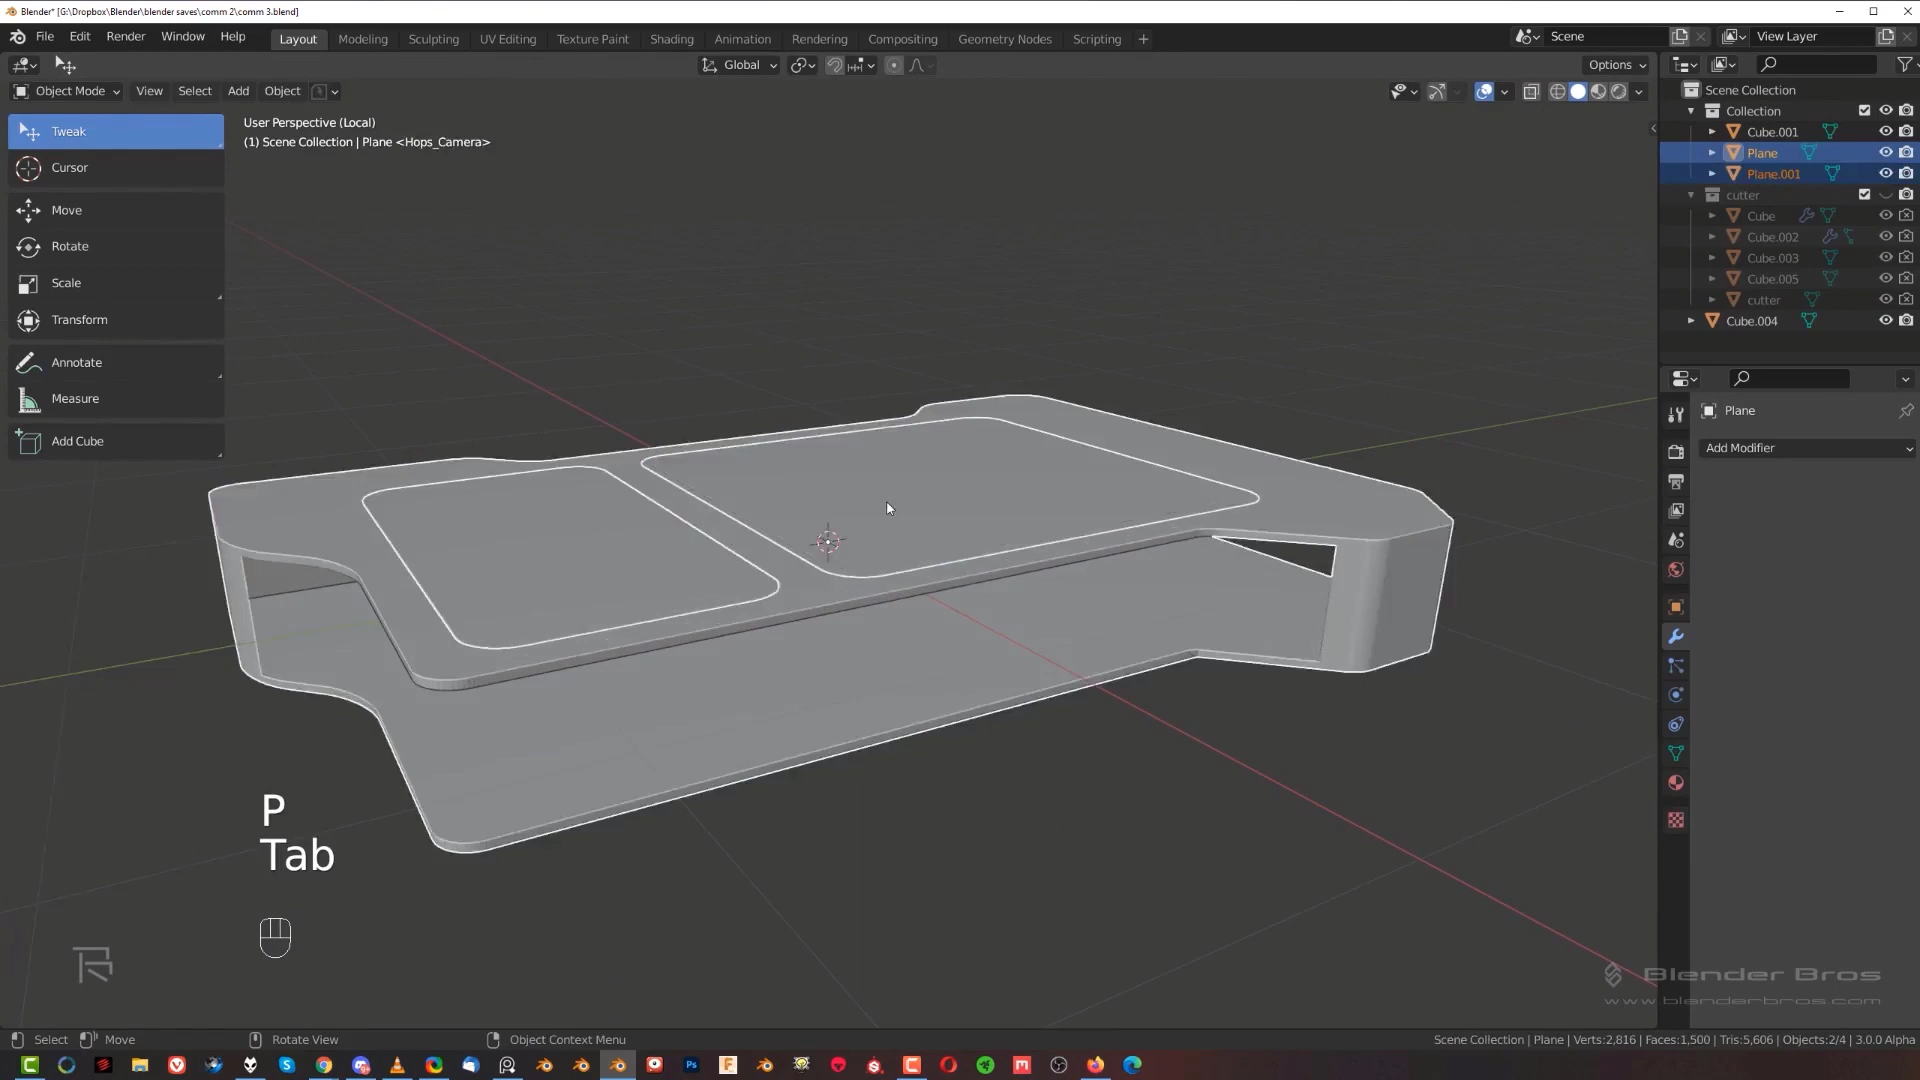 Blender* [G:\Dropbox\Blender\blender saves\comm 2\comm 3.blend]
File Edit Render Window Help Layout Modeling Sculpting UV Editing Texture Paint Shading Animation Rendering Compositing Geometry Nodes Scripting + Scene View Layer
Global Options
Object Mode View Select Add Object
User Perspective (Local)
(1) Scene Collection | Plane <Hops_Camera>
Tweak
Cursor
Move
Rotate
Scale
Transform
Annotate
Measure
Add Cube
Scene Collection
Collection
Cube.001
Plane
Plane.001
cutter
Cube
Cube.002
Cube.003
Cube.005
cutter
Cube.004
Plane
Add Modifier
P
Tab
Blender Bros
www.blenderbros.com
Select Move Rotate View Object Context Menu Scene Collection | Plane | Verts:2,816 | Faces:1,500 | Tris:5,606 | Objects:2/4 | 3.0.0 Alpha